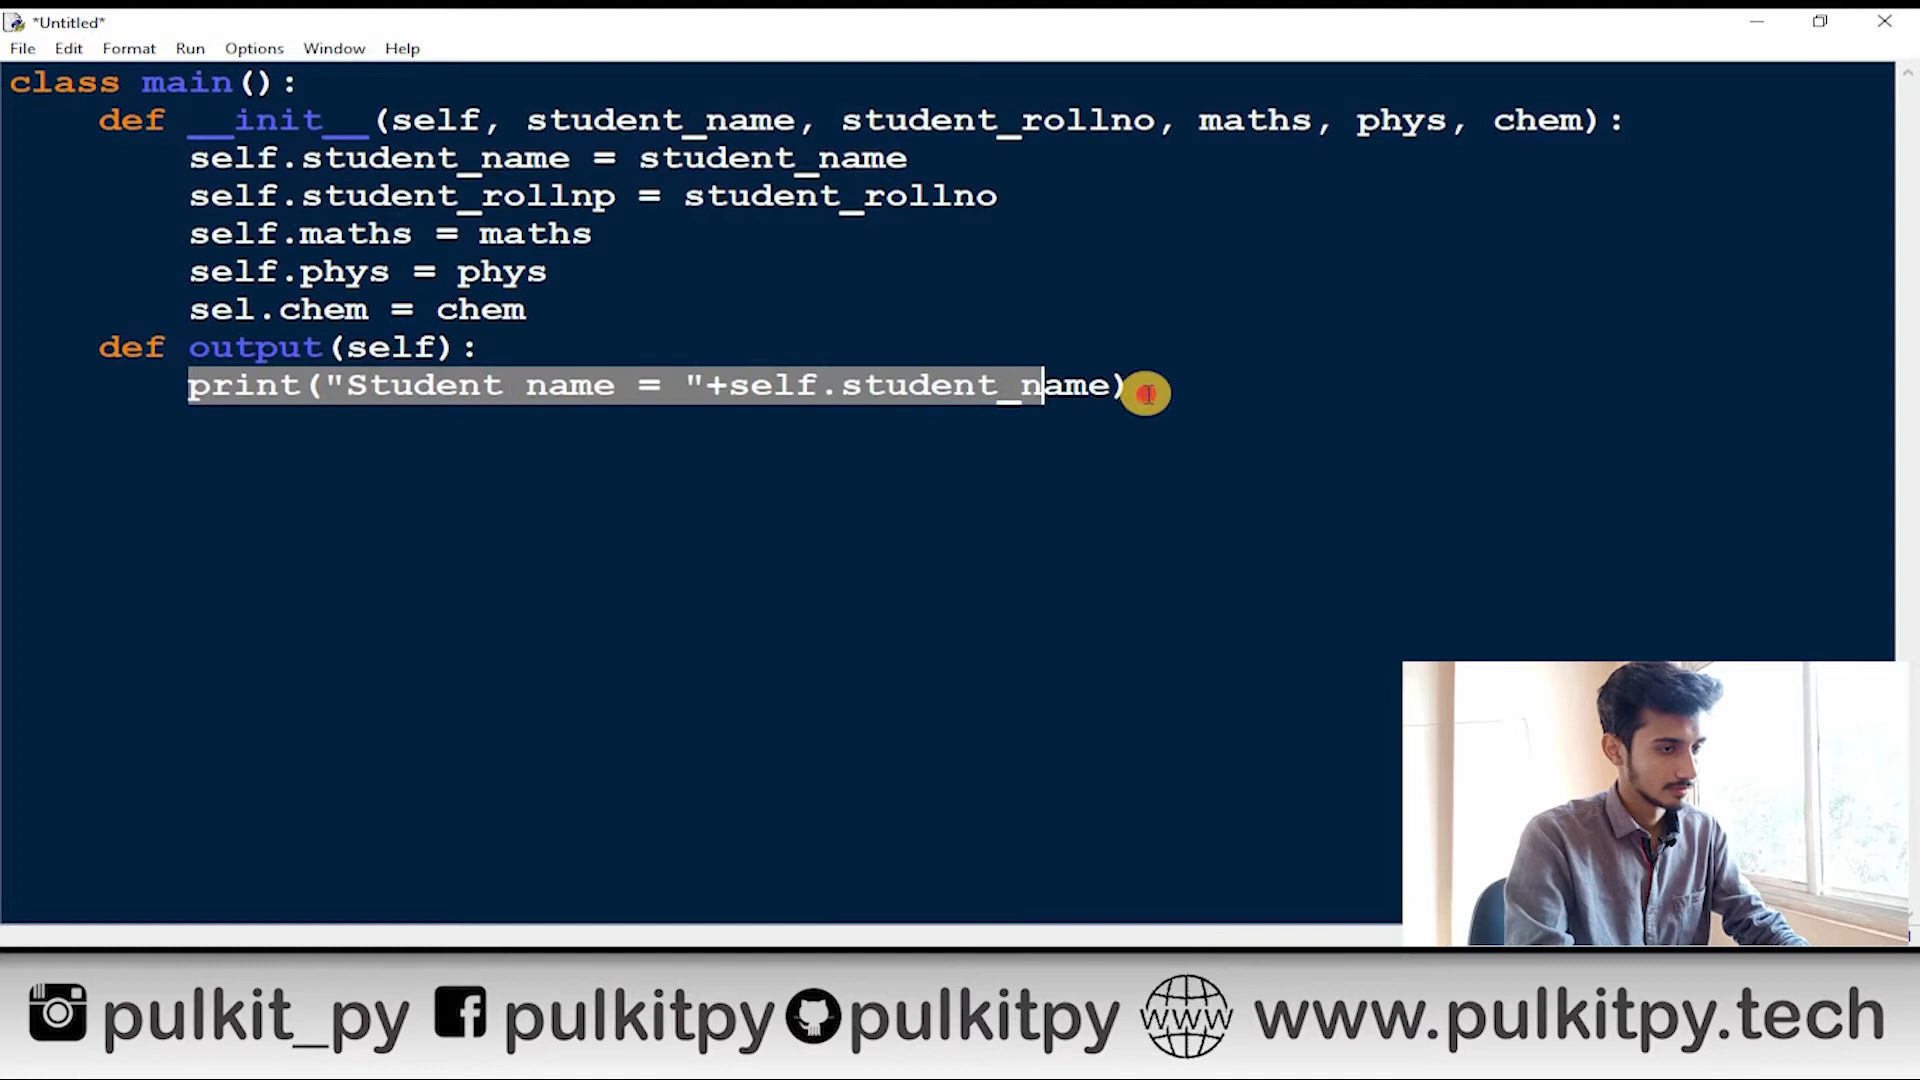 *Untitled*
File Edit Format Run Options Window Help
class main():
def __init__(self, student_name, student_rollno, maths, phys, chem):
self.student_name = student_name
self.student_rollnp = student_rollno
self.maths = maths
self.phys = phys
sel.chem = chem
def output(self):
print("Student name = "+self.student_name)
pulkit_py pulkitpy pulkitpy WWW www.pulkitpy.tech